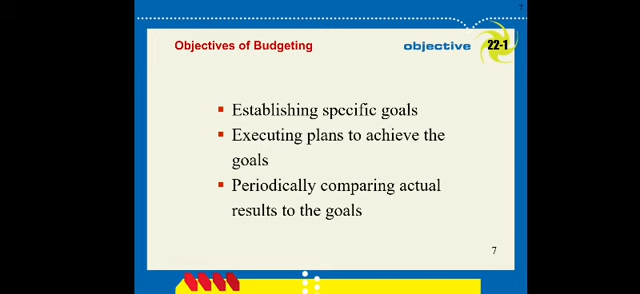 7
Objectives of Budgeting
objective 22-1
Establishing specific goals
Executing plans to achieve the
goals
Periodically comparing actual
results to the goals
7